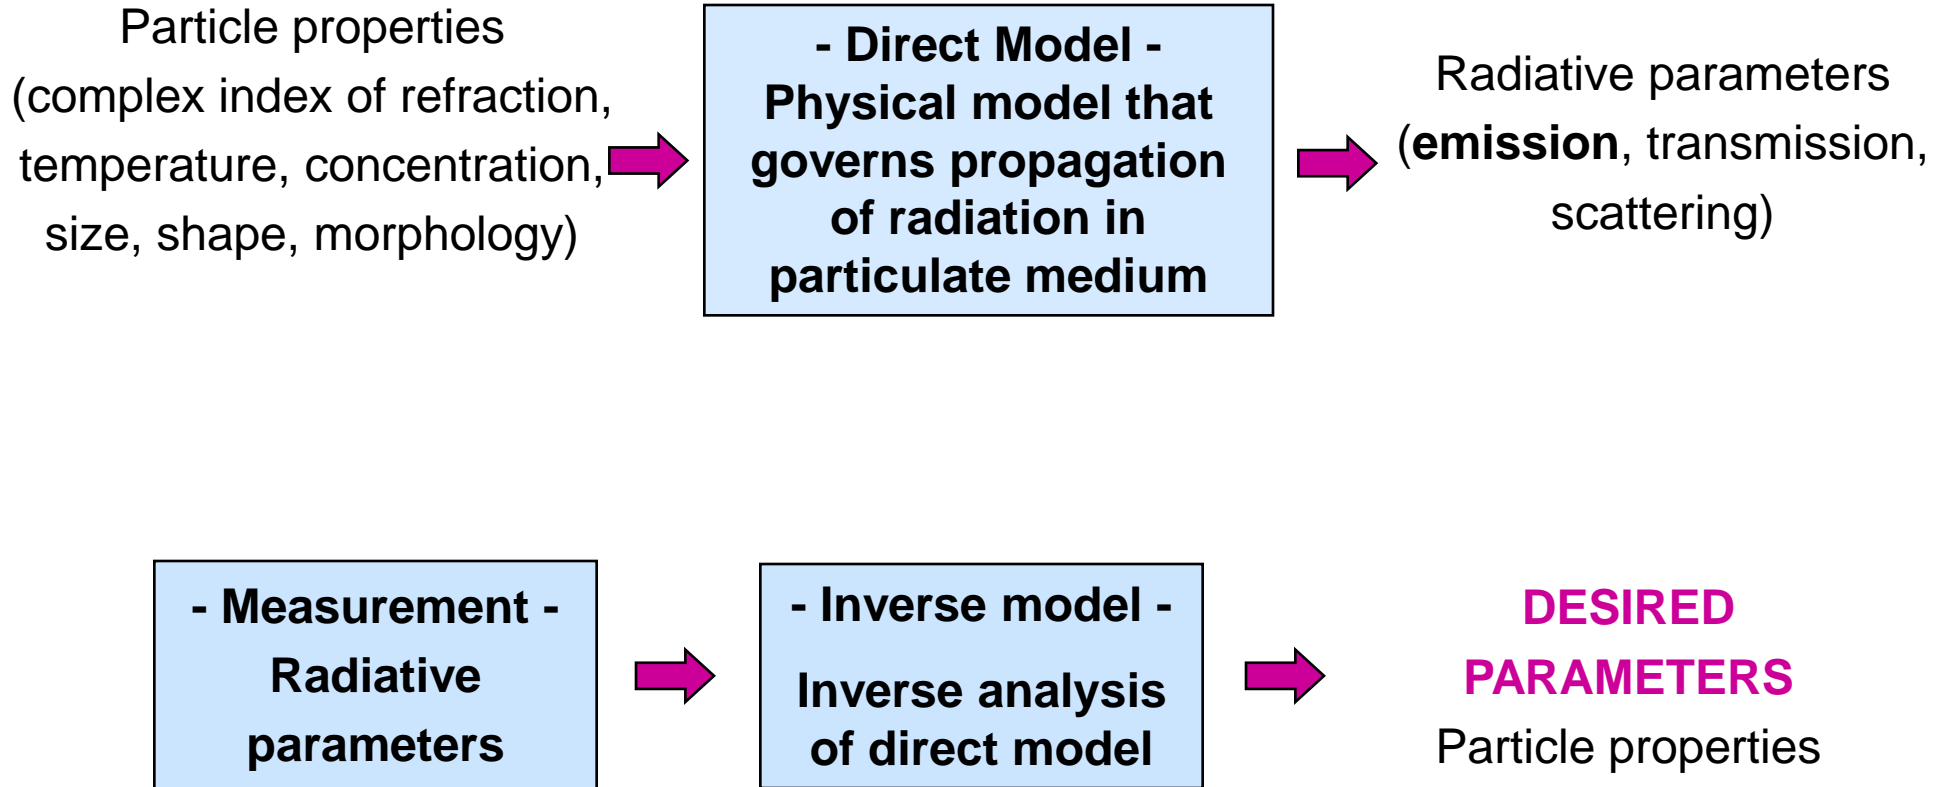 Particle properties
(complex index of refraction,
temperature, concentration,
size, shape, morphology)
- Direct Model -
Physical model that
governs propagation
of radiation in
particulate medium
Radiative parameters
(emission, transmission,
scattering)
- Measurement -
Radiative
parameters
- Inverse model -
Inverse analysis
of direct model
DESIRED
PARAMETERS
Particle properties